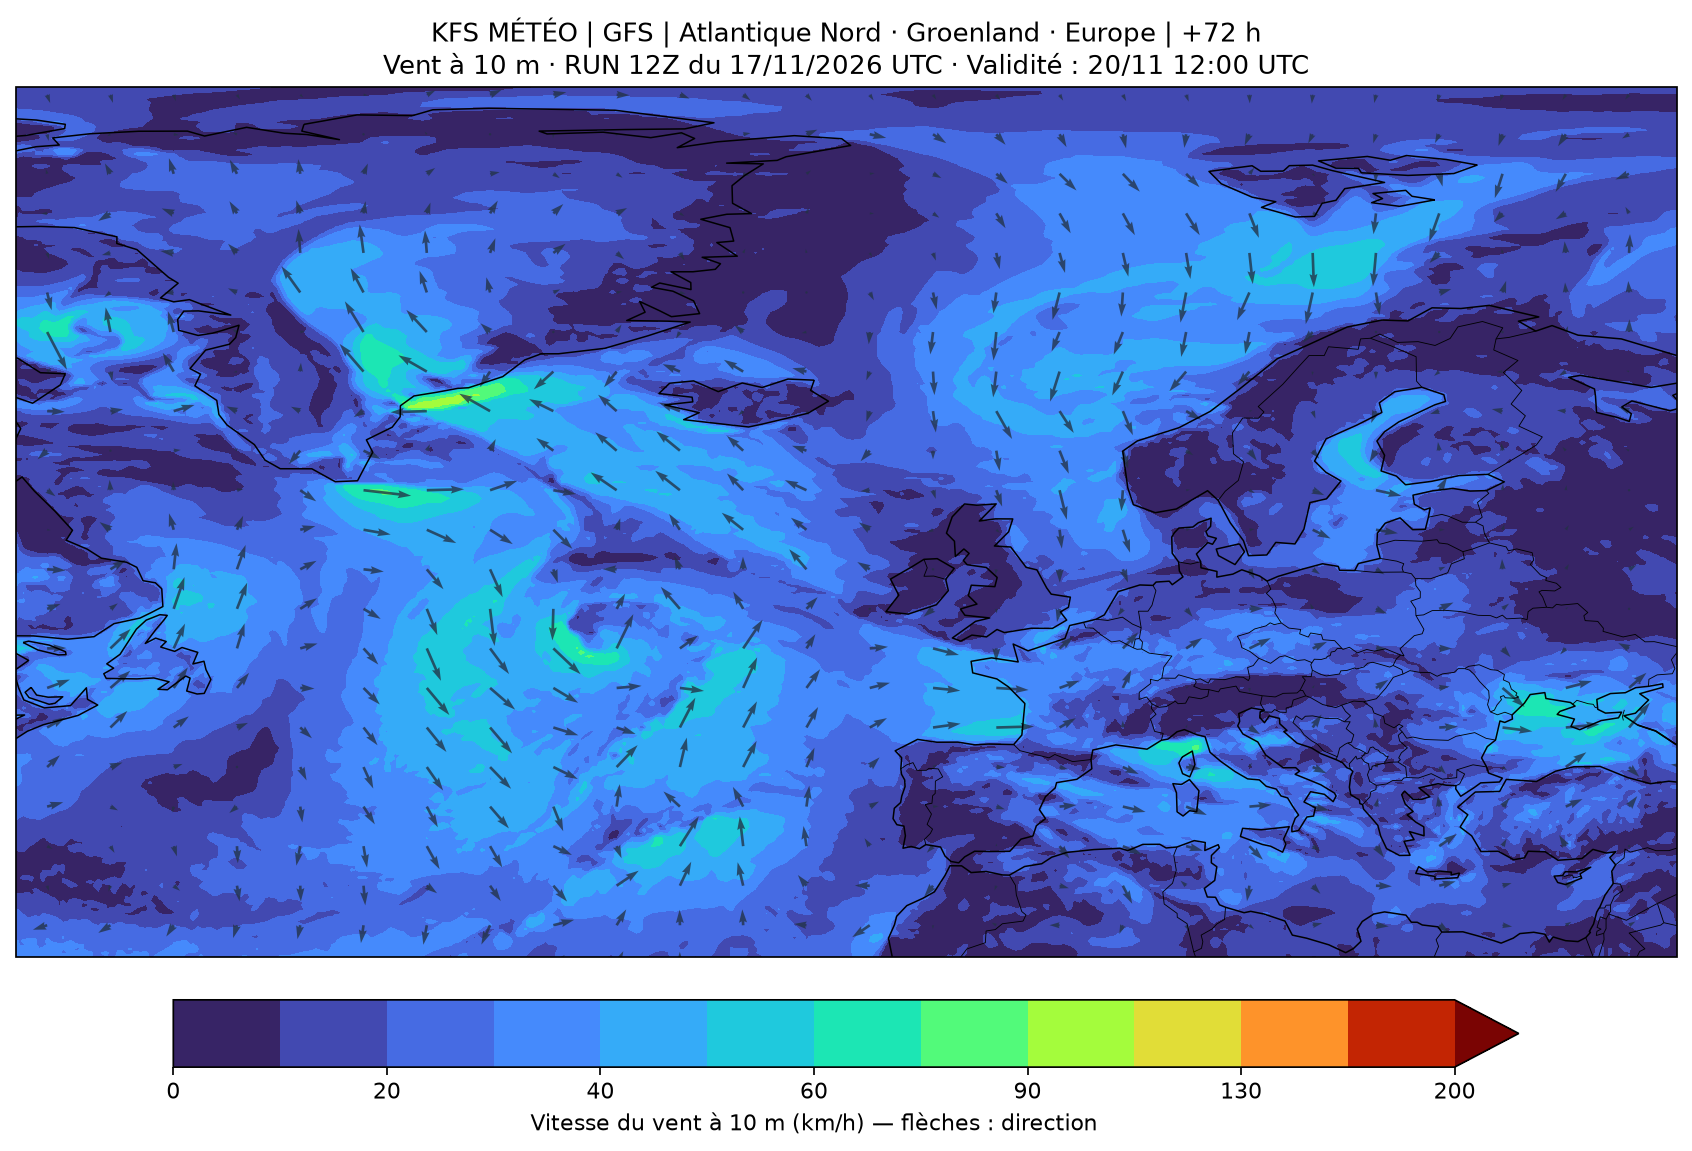 KFS MÉTÉO | GFS | Atlantique Nord · Groenland · Europe | +72 h
Vent à 10 m · RUN 12Z du 17/11/2026 UTC · Validité : 20/11 12:00 UTC
0 20 40 60 90 130 200
Vitesse du vent à 10 m (km/h) — flèches : direction